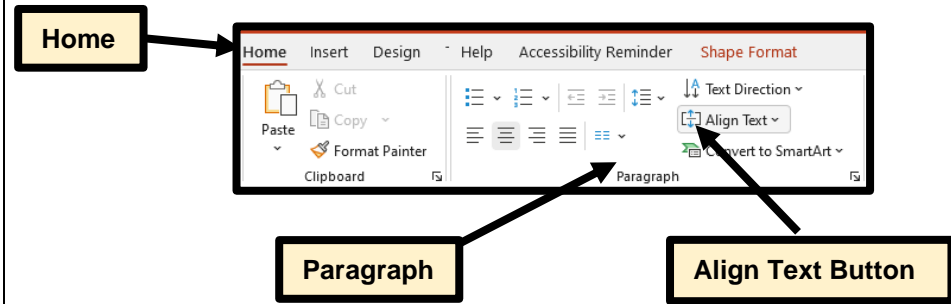 Home
Home Insert Design Help Accessibility Reminder Shape Format
Paste
Cut
Copy
Format Painter
Clipboard
Text Direction
Align Text
Convert to SmartArt
Paragraph
Paragraph
Align Text Button